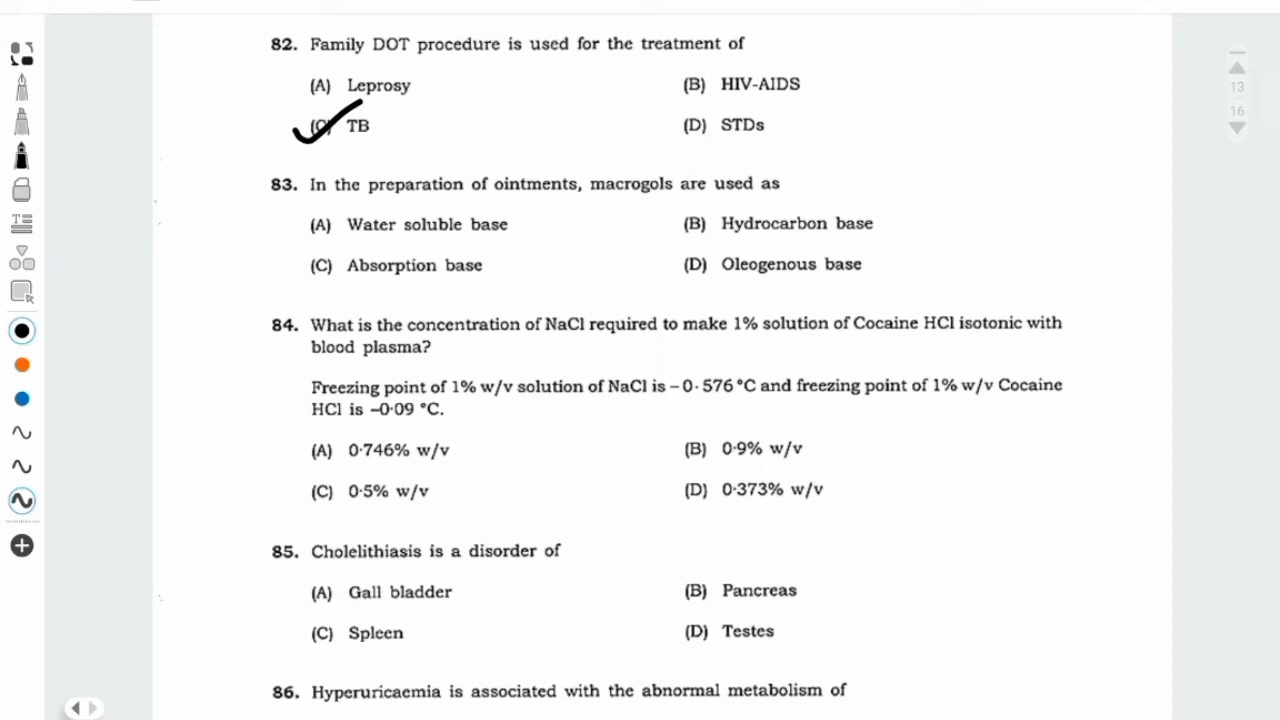 82. Family DOT procedure is used for the treatment of
(A) Leprosy (B) HIV-AIDS
(C) TB (D) STDs
13
16
83. In the preparation of ointments, macrogols are used as
(A) Water soluble base (B) Hydrocarbon base
(C) Absorption base (D) Oleogenous base
84. What is the concentration of NaCl required to make 1% solution of Cocaine HCl isotonic with
blood plasma?
Freezing point of 1% w/v solution of NaCl is –0·576 °C and freezing point of 1% w/v Cocaine
HCl is –0·09 °C.
(A) 0·746% w/v (B) 0·9% w/v
(C) 0·5% w/v (D) 0·373% w/v
85. Cholelithiasis is a disorder of
(A) Gall bladder (B) Pancreas
(C) Spleen (D) Testes
86. Hyperuricaemia is associated with the abnormal metabolism of